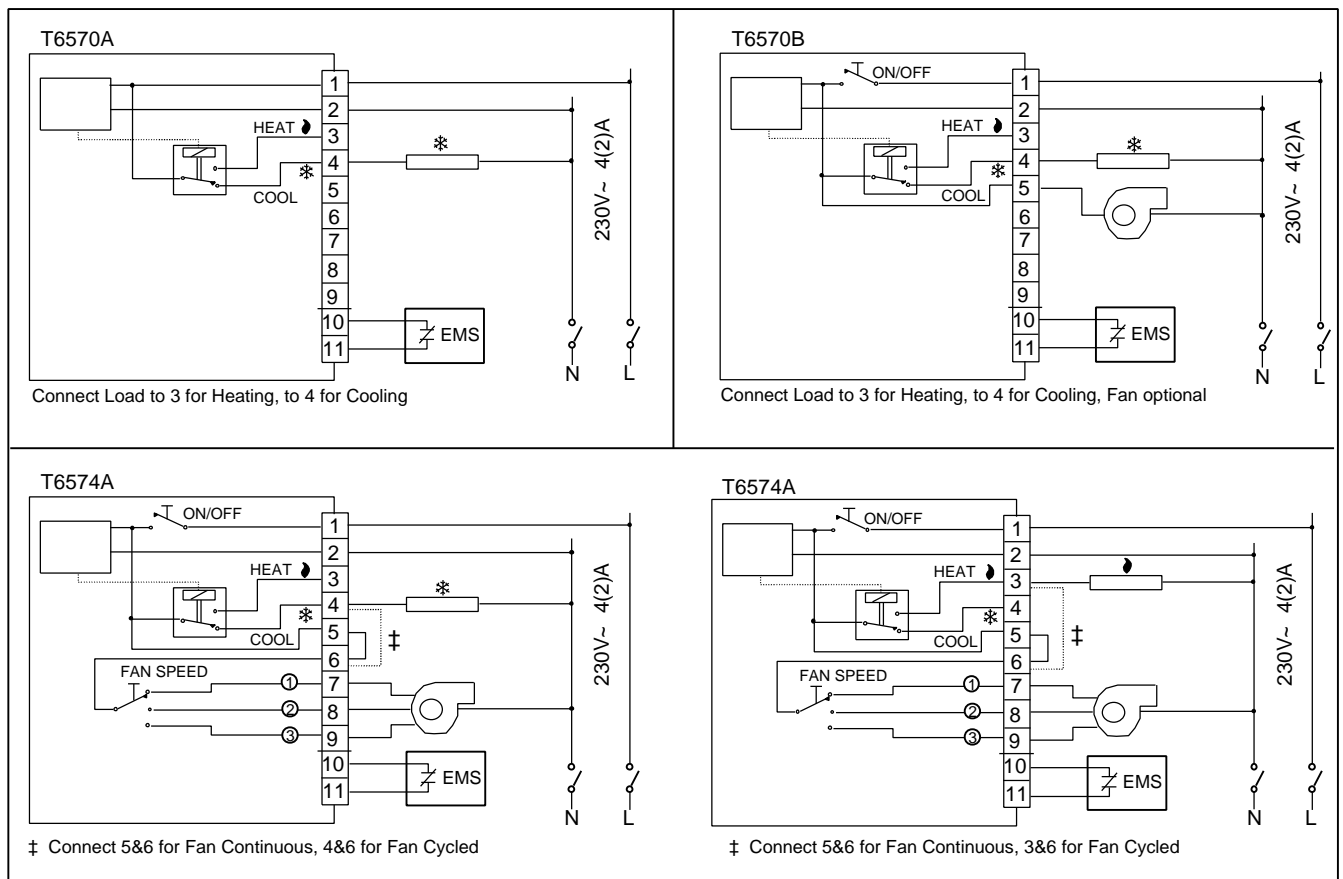 T6570A
1
2
HEAT 3
4
COOL 5
6
7
8
9
10
11
EMS
230V~ 4(2)A
N L
Connect Load to 3 for Heating, to 4 for Cooling
T6570B
ON/OFF 1
2
HEAT 3
4
COOL 5
6
7
8
9
10
11
EMS
230V~ 4(2)A
N L
Connect Load to 3 for Heating, to 4 for Cooling, Fan optional
T6574A
ON/OFF 1
2
HEAT 3
4
COOL 5 ‡
6
FAN SPEED
① 7
② 8
③ 9
10
11
EMS
230V~ 4(2)A
N L
‡ Connect 5&6 for Fan Continuous, 4&6 for Fan Cycled
T6574A
ON/OFF 1
2
HEAT 3
4
COOL 5 ‡
6
FAN SPEED
① 7
② 8
③ 9
10
11
EMS
230V~ 4(2)A
N L
‡ Connect 5&6 for Fan Continuous, 3&6 for Fan Cycled